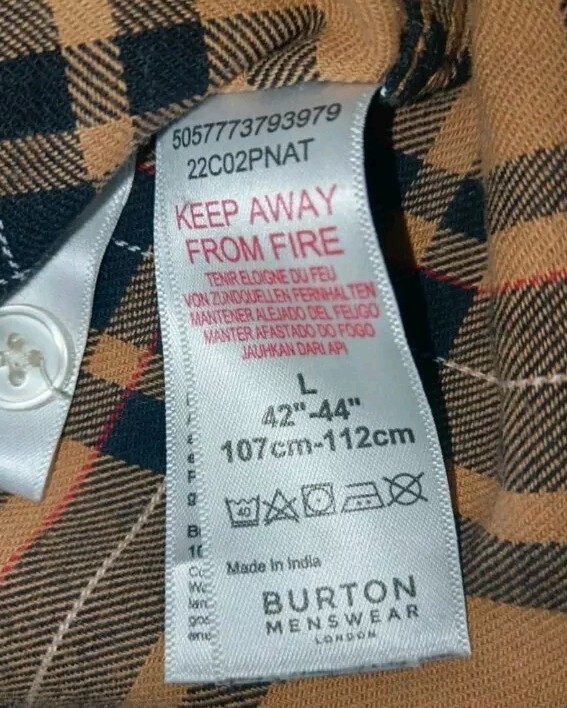 5057773793979
22C02PNAT
KEEP AWAY
FROM FIRE
TENIR ELOIGNE DU FEU
VON ZUNDQUELLEN FERNHALTEN
MANTENER ALEJADO DEL FEUGO
MANTER AFASTADO DO FOGO
JAUHKAN DARI API
L
42"-44"
107cm-112cm
40
Made In India
BURTON
MENSWEAR
LONDON